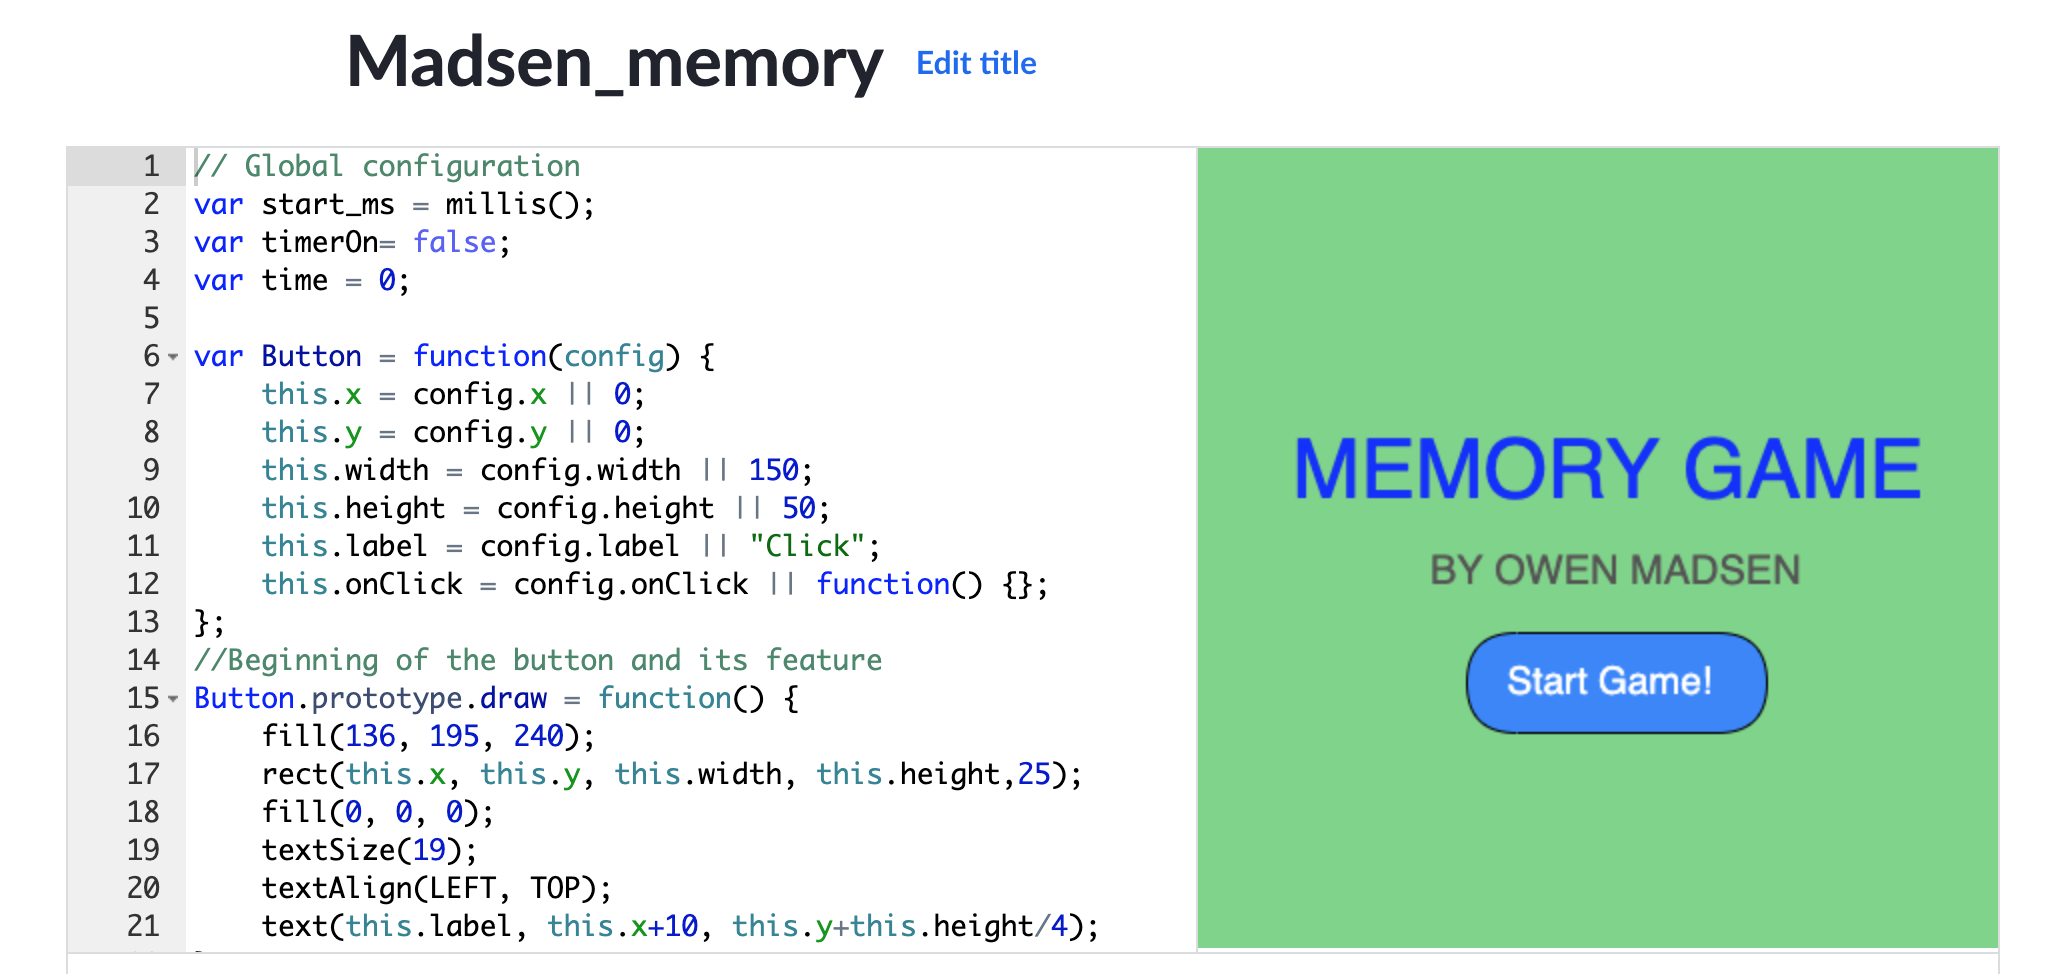 Madsen_memory Edit title
1 // Global configuration
2 var start_ms = millis();
3 var timerOn= false;
4 var time = 0;
5
6 var Button = function(config) {
7     this.x = config.x || 0;
8     this.y = config.y || 0;
9     this.width = config.width || 150;
10     this.height = config.height || 50;
11     this.label = config.label || "Click";
12     this.onClick = config.onClick || function() {};
13 };
14 //Beginning of the button and its feature
15 Button.prototype.draw = function() {
16     fill(136, 195, 240);
17     rect(this.x, this.y, this.width, this.height,25);
18     fill(0, 0, 0);
19     textSize(19);
20     textAlign(LEFT, TOP);
21     text(this.label, this.x+10, this.y+this.height/4);
MEMORY GAME
BY OWEN MADSEN
Start Game!